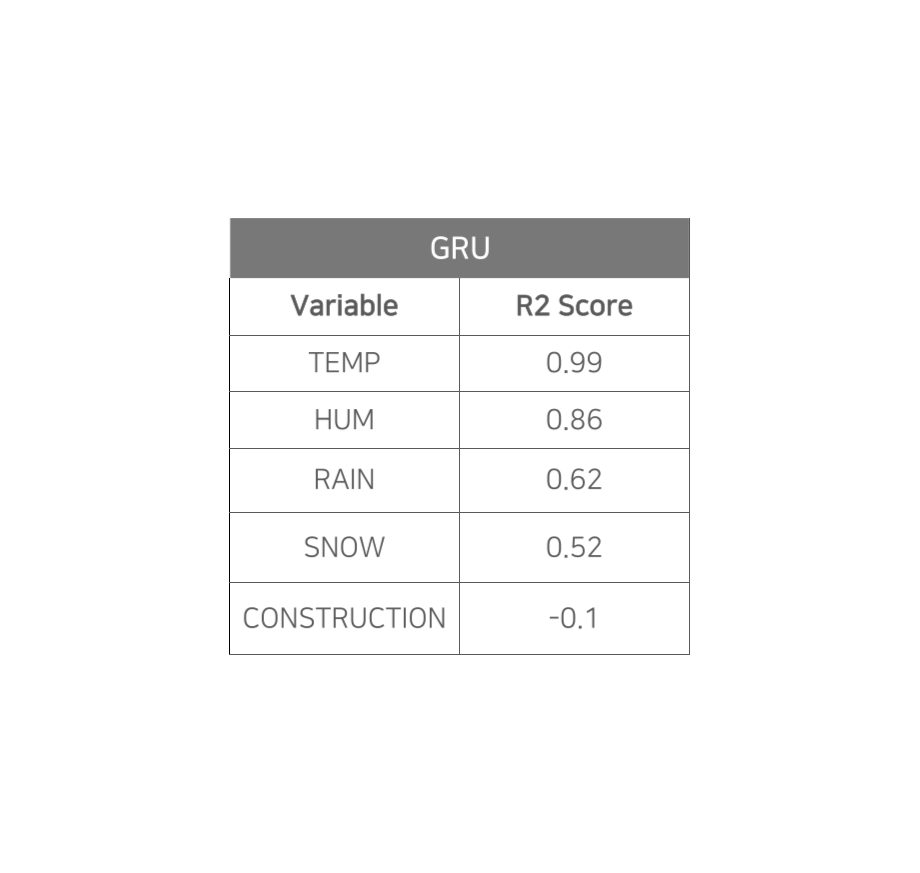 GRU
Variable R2 Score
TEMP 0.99
HUM 0.86
RAIN 0.62
SNOW 0.52
CONSTRUCTION -0.1